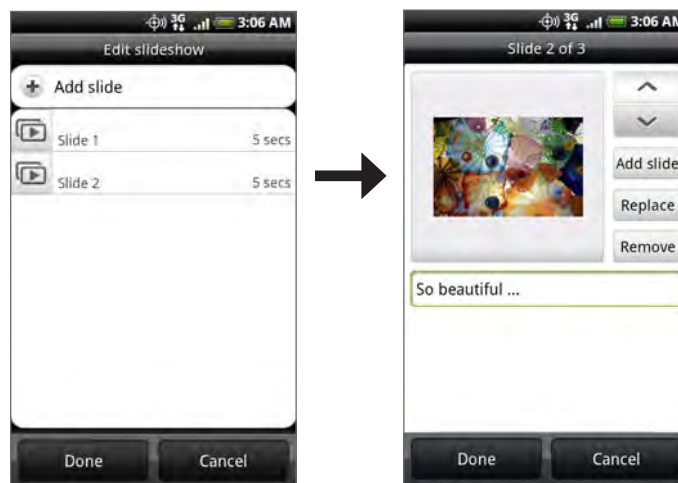 3G 3:06 AM
Edit slideshow
Add slide
Slide 1 5 secs
Slide 2 5 secs
Done Cancel
3G 3:06 AM
Slide 2 of 3
Add slide
Replace
Remove
So beautiful ...
Done Cancel